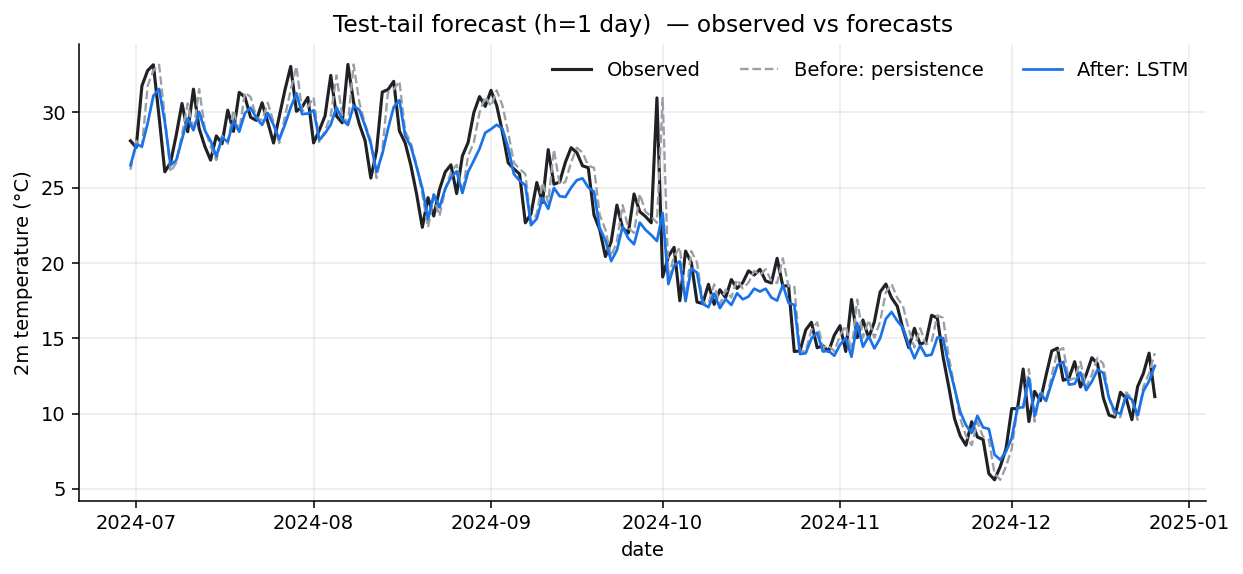 Test-tail forecast (h=1 day)  — observed vs forecasts
Observed
Before: persistence
After: LSTM
2m temperature (°C)
30
25
20
15
10
5
2024-07
2024-08
2024-09
2024-10
2024-11
2024-12
2025-01
date